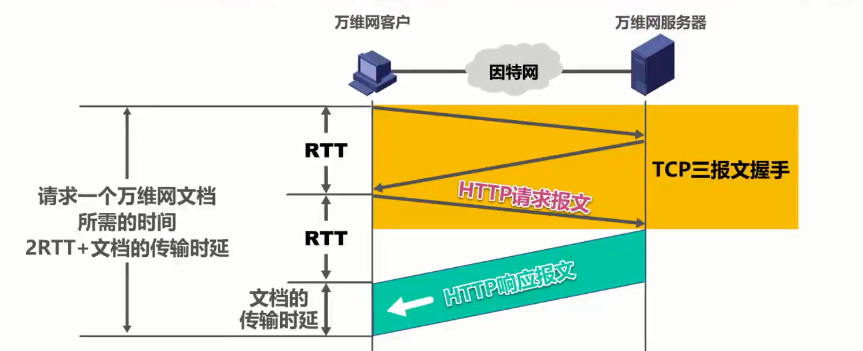 万维网客户
万维网服务器
因特网
RTT
TCP三报文握手
HTTP请求报文
请求一个万维网文档
所需的时间
2RTT+文档的传输时延
RTT
HTTP响应报文
文档的
传输时延